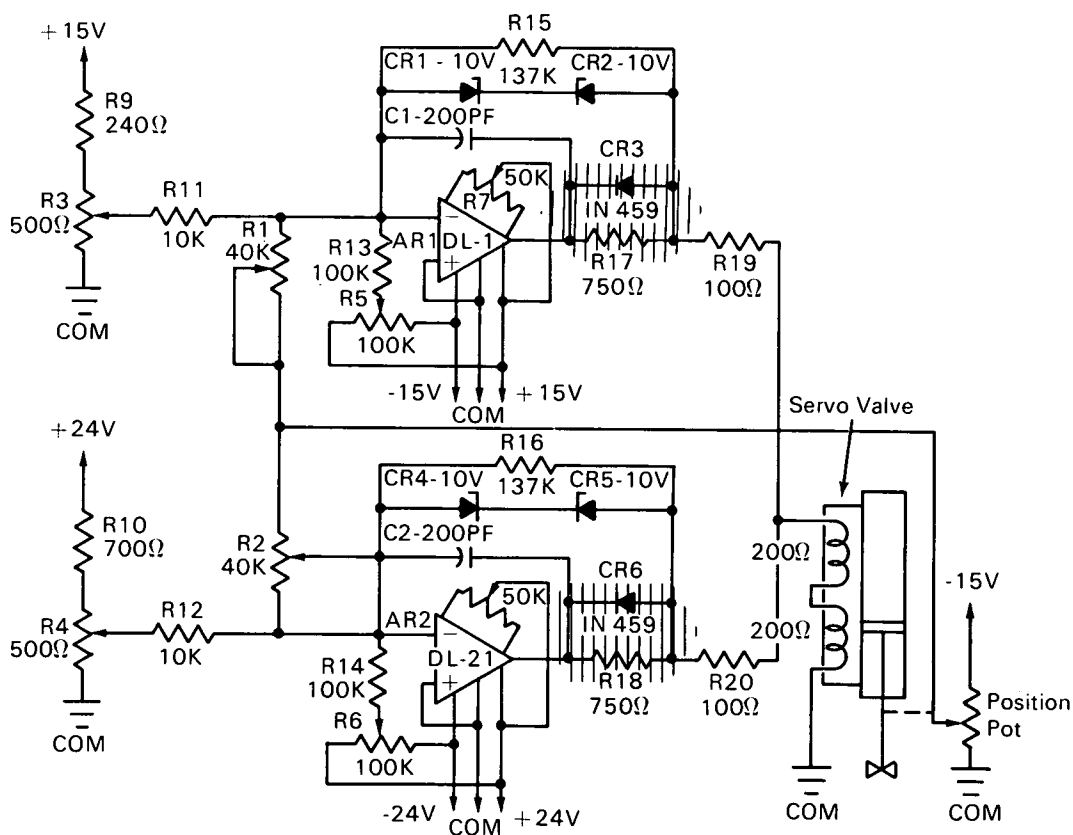 +15V
R9
240Ω
R3
500Ω
COM
R11
10K
R1
40K
R15
137K
CR1-10V
CR2-10V
C1-200PF
50K
R7
AR1
DL-1
−
+
R13
100K
R5
100K
CR3
IN 459
R17
750Ω
R19
100Ω
-15V
COM
+15V
+24V
R10
700Ω
R4
500Ω
COM
R12
10K
R2
40K
R16
137K
CR4-10V
CR5-10V
C2-200PF
50K
AR2
DL-21
−
+
R14
100K
R6
100K
CR6
IN 459
R18
750Ω
R20
100Ω
-24V
COM
+24V
Servo Valve
200Ω
200Ω
COM
-15V
Position
Pot
COM